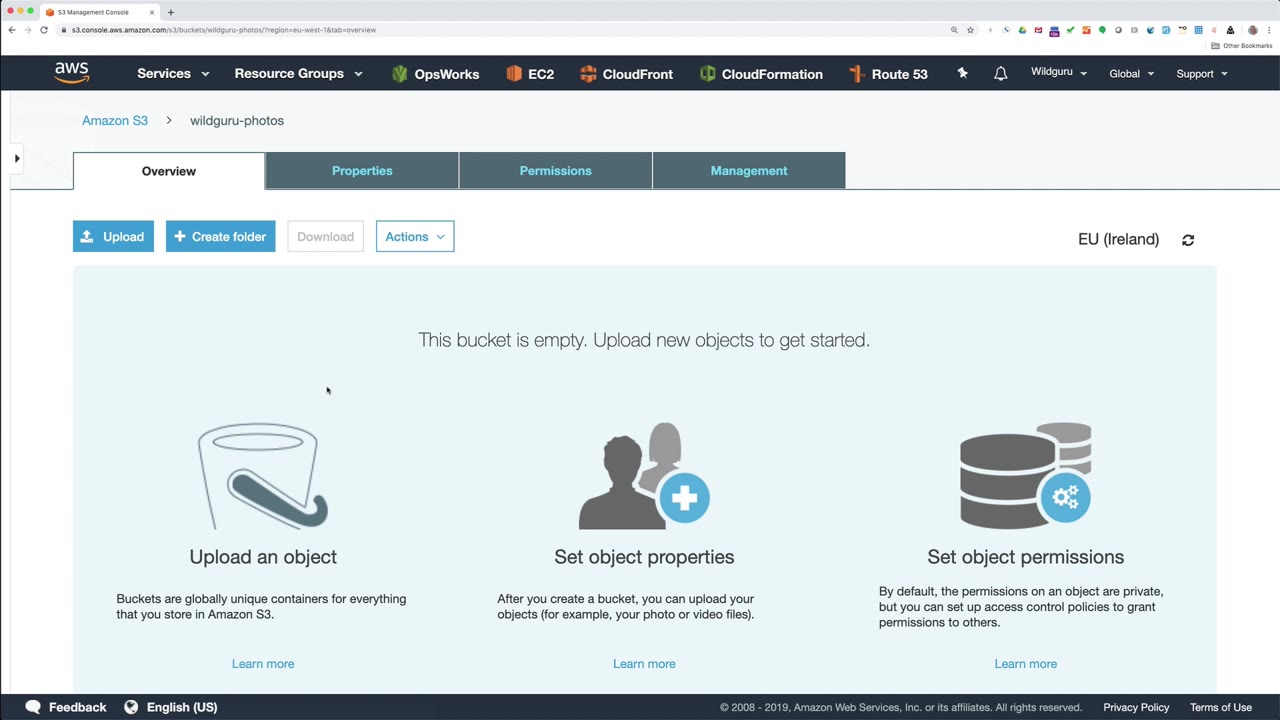 S3 Management Console
s3.console.aws.amazon.com/s3/buckets/wildguru-photos/?region=eu-west-1&tab=overview
Other Bookmarks
aws
Services
Resource Groups
OpsWorks
EC2
CloudFront
CloudFormation
Route 53
Wildguru
Global
Support
Amazon S3 > wildguru-photos
Overview
Properties
Permissions
Management
Upload
Create folder
Download
Actions
EU (Ireland)
This bucket is empty. Upload new objects to get started.
Upload an object
Buckets are globally unique containers for everything
that you store in Amazon S3.
Learn more
Set object properties
After you create a bucket, you can upload your
objects (for example, your photo or video files).
Learn more
Set object permissions
By default, the permissions on an object are private,
but you can set up access control policies to grant
permissions to others.
Learn more
Feedback
English (US)
© 2008 - 2019, Amazon Web Services, Inc. or its affiliates. All rights reserved.
Privacy Policy
Terms of Use